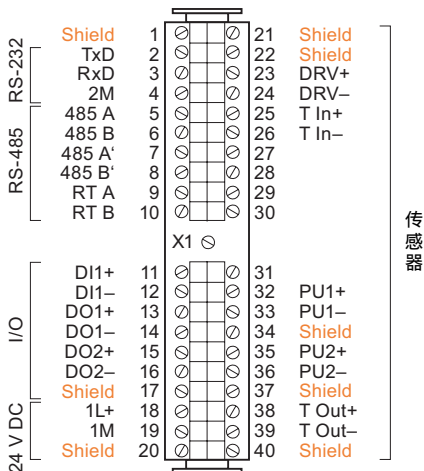 RS-232
Shield 1 21 Shield
TxD 2 22 Shield
RxD 3 23 DRV+
2M 4 24 DRV–
RS-485
485 A 5 25 T In+
485 B 6 26 T In–
485 A‘ 7 27
485 B‘ 8 28
RT A 9 29
RT B 10 30
X1
传感器
I/O
DI1+ 11 31
DI1– 12 32 PU1+
DO1+ 13 33 PU1–
DO1– 14 34 Shield
DO2+ 15 35 PU2+
DO2– 16 36 PU2–
Shield 17 37 Shield
24 V DC
1L+ 18 38 T Out+
1M 19 39 T Out–
Shield 20 40 Shield